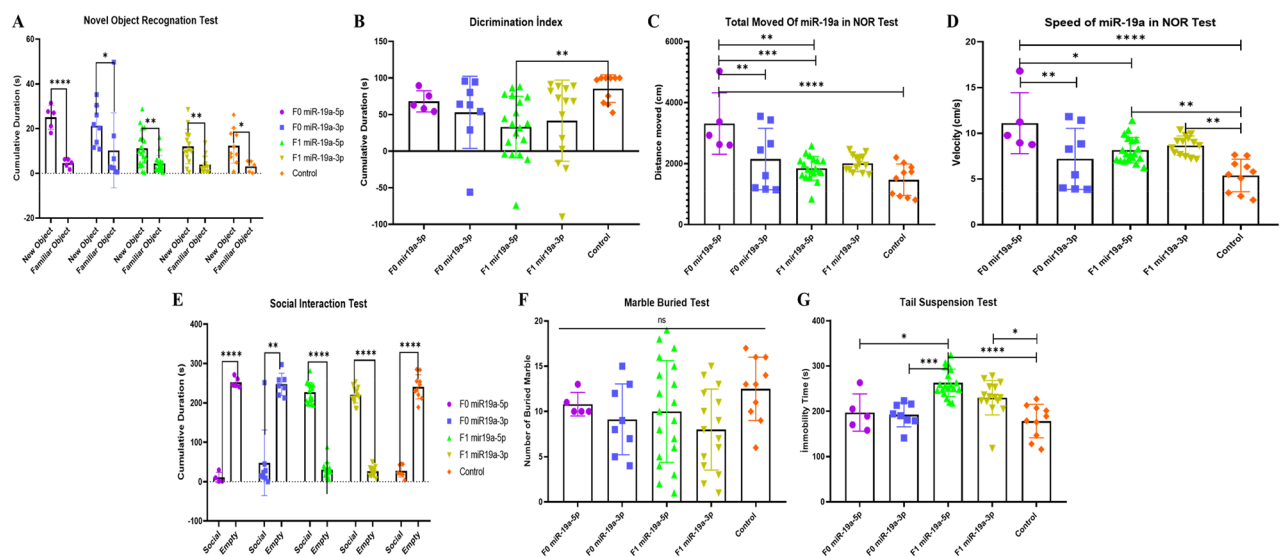 A
Novel Object Recognation Test
Cumulative Duration (s)
60
40
20
0
-20
****
*
**
**
*
New Object
Familiar Object
New Object
Familiar Object
New Object
Familiar Object
New Object
Familiar Object
New Object
Familiar Object
F0 miR-19a-5p
F0 miR-19a-3p
F1 miR-19a-5p
F1 miR-19a-3p
Control
B
Dicrimination İndex
Cumulative Duration (s)
150
100
50
0
-50
-100
**
F0 mir19a-5p
F0 mir19a-3p
F1 mir19a-5p
F1 mir19a-3p
Control
C
Total Moved Of miR-19a in NOR Test
Distance Moved (cm)
6000
4000
2000
0
**
***
**
****
F0 mir19a-5p
F0 mir19a-3p
F1 mir19a-5p
F1 mir19a-3p
Control
D
Speed of miR-19a in NOR Test
Velocity (cm/s)
20
15
10
5
0
****
*
**
**
**
F0 miR19a-5p
F0 miR19a-3p
F1 miR19a-5p
F1 miR19a-3p
Control
E
Social Interaction Test
Cumulative Duration (s)
400
300
200
100
0
-100
****
**
****
****
****
Social
Empty
Social
Empty
Social
Empty
Social
Empty
Social
Empty
F0 miR19a-5p
F0 miR19a-3p
F1 mir19a-5p
F1 miR19a-3p
Control
F
Marble Buried Test
ns
Number of Buried Marble
20
15
10
5
0
F0 miR-19a-5p
F0 miR-19a-3p
F1 miR-19a-5p
F1 miR-19a-3p
Control
G
Tail Suspension Test
İmmobility Time (s)
400
300
200
100
0
*
*
***
****
F0 miR-19a-5p
F0 miR-19a-3p
F1 miR-19a-5p
F1 miR-19a-3p
Control